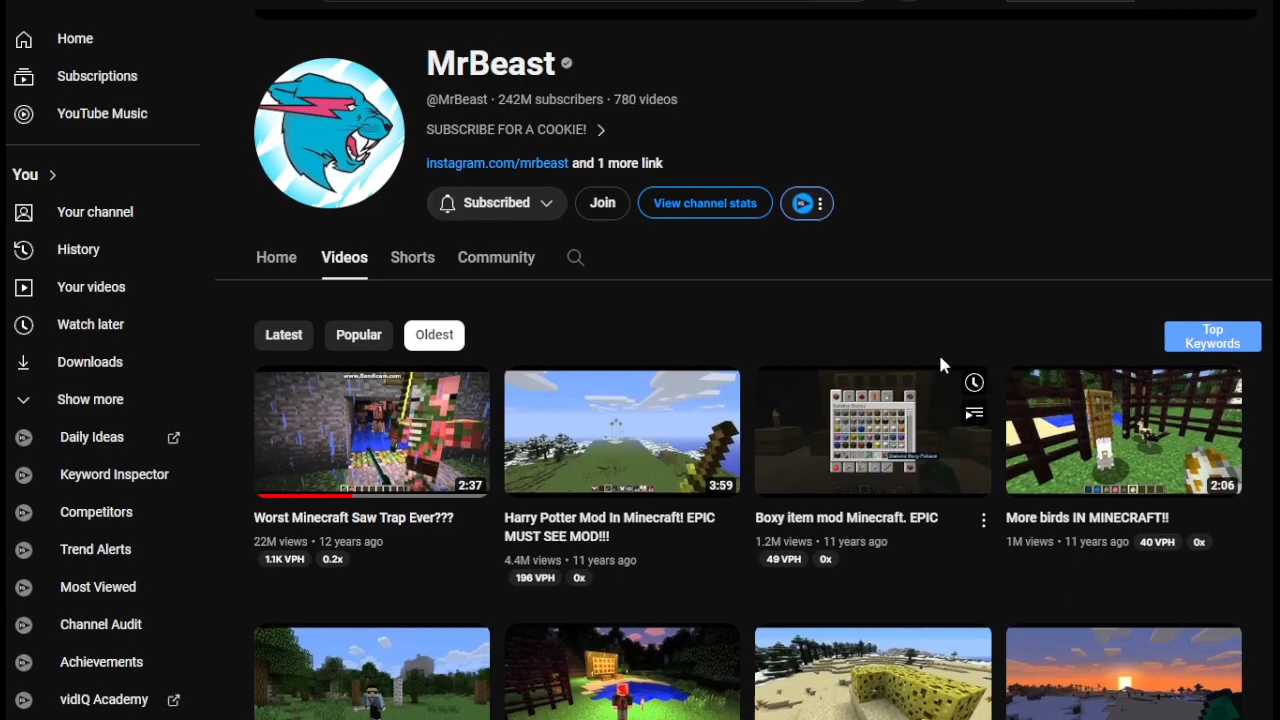 Home
Subscriptions
YouTube Music
You
Your channel
History
Your videos
Watch later
Downloads
Show more
Daily Ideas
Keyword Inspector
Competitors
Trend Alerts
Most Viewed
Channel Audit
Achievements
vidIQ Academy
MrBeast
@MrBeast · 242M subscribers · 780 videos
SUBSCRIBE FOR A COOKIE!
instagram.com/mrbeast and 1 more link
Subscribed
Join
View channel stats
Home Videos Shorts Community
Latest Popular Oldest
Top
Keywords
www.Bandicam.com
2:37
Worst Minecraft Saw Trap Ever???
22M views • 12 years ago
1.1K VPH 0.2x
3:59
Harry Potter Mod In Minecraft! EPIC
MUST SEE MOD!!!
4.4M views • 11 years ago
196 VPH 0x
Boxy item mod Minecraft. EPIC
1.2M views • 11 years ago
49 VPH 0x
2:06
More birds IN MINECRAFT!!
1M views • 11 years ago 40 VPH 0x